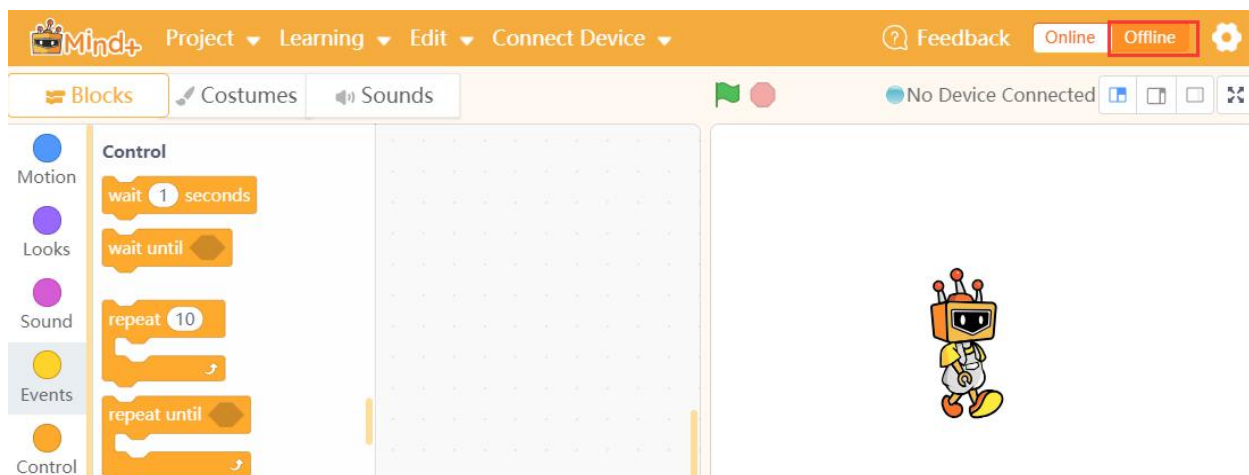 Mind+ Project Learning Edit Connect Device Feedback Online Offline
Blocks Costumes Sounds No Device Connected
Motion
Looks
Sound
Events
Control
Control
wait 1 seconds
wait until
repeat 10
repeat until